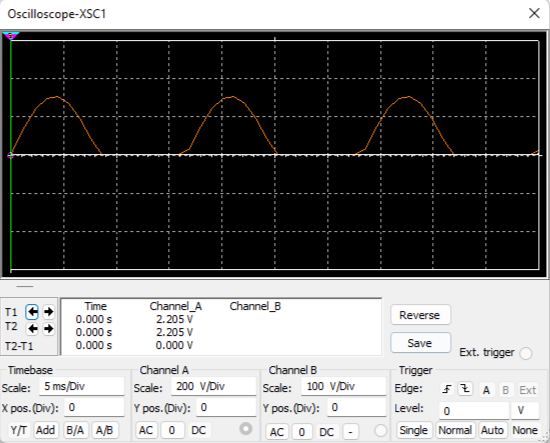 Oscilloscope-XSC1
T1
T2
T2-T1
Time Channel_A Channel_B
0.000 s 2.205 V
0.000 s 2.205 V
0.000 s 0.000 V
Reverse
Save
Ext. trigger
Timebase
Scale: 5 ms/Div
X pos.(Div): 0
Y/T Add B/A A/B
Channel A
Scale: 200 V/Div
Y pos.(Div): 0
AC 0 DC
Channel B
Scale: 100 V/Div
Y pos.(Div): 0
AC 0 DC -
Trigger
Edge: A B Ext
Level: 0 V
Single Normal Auto None